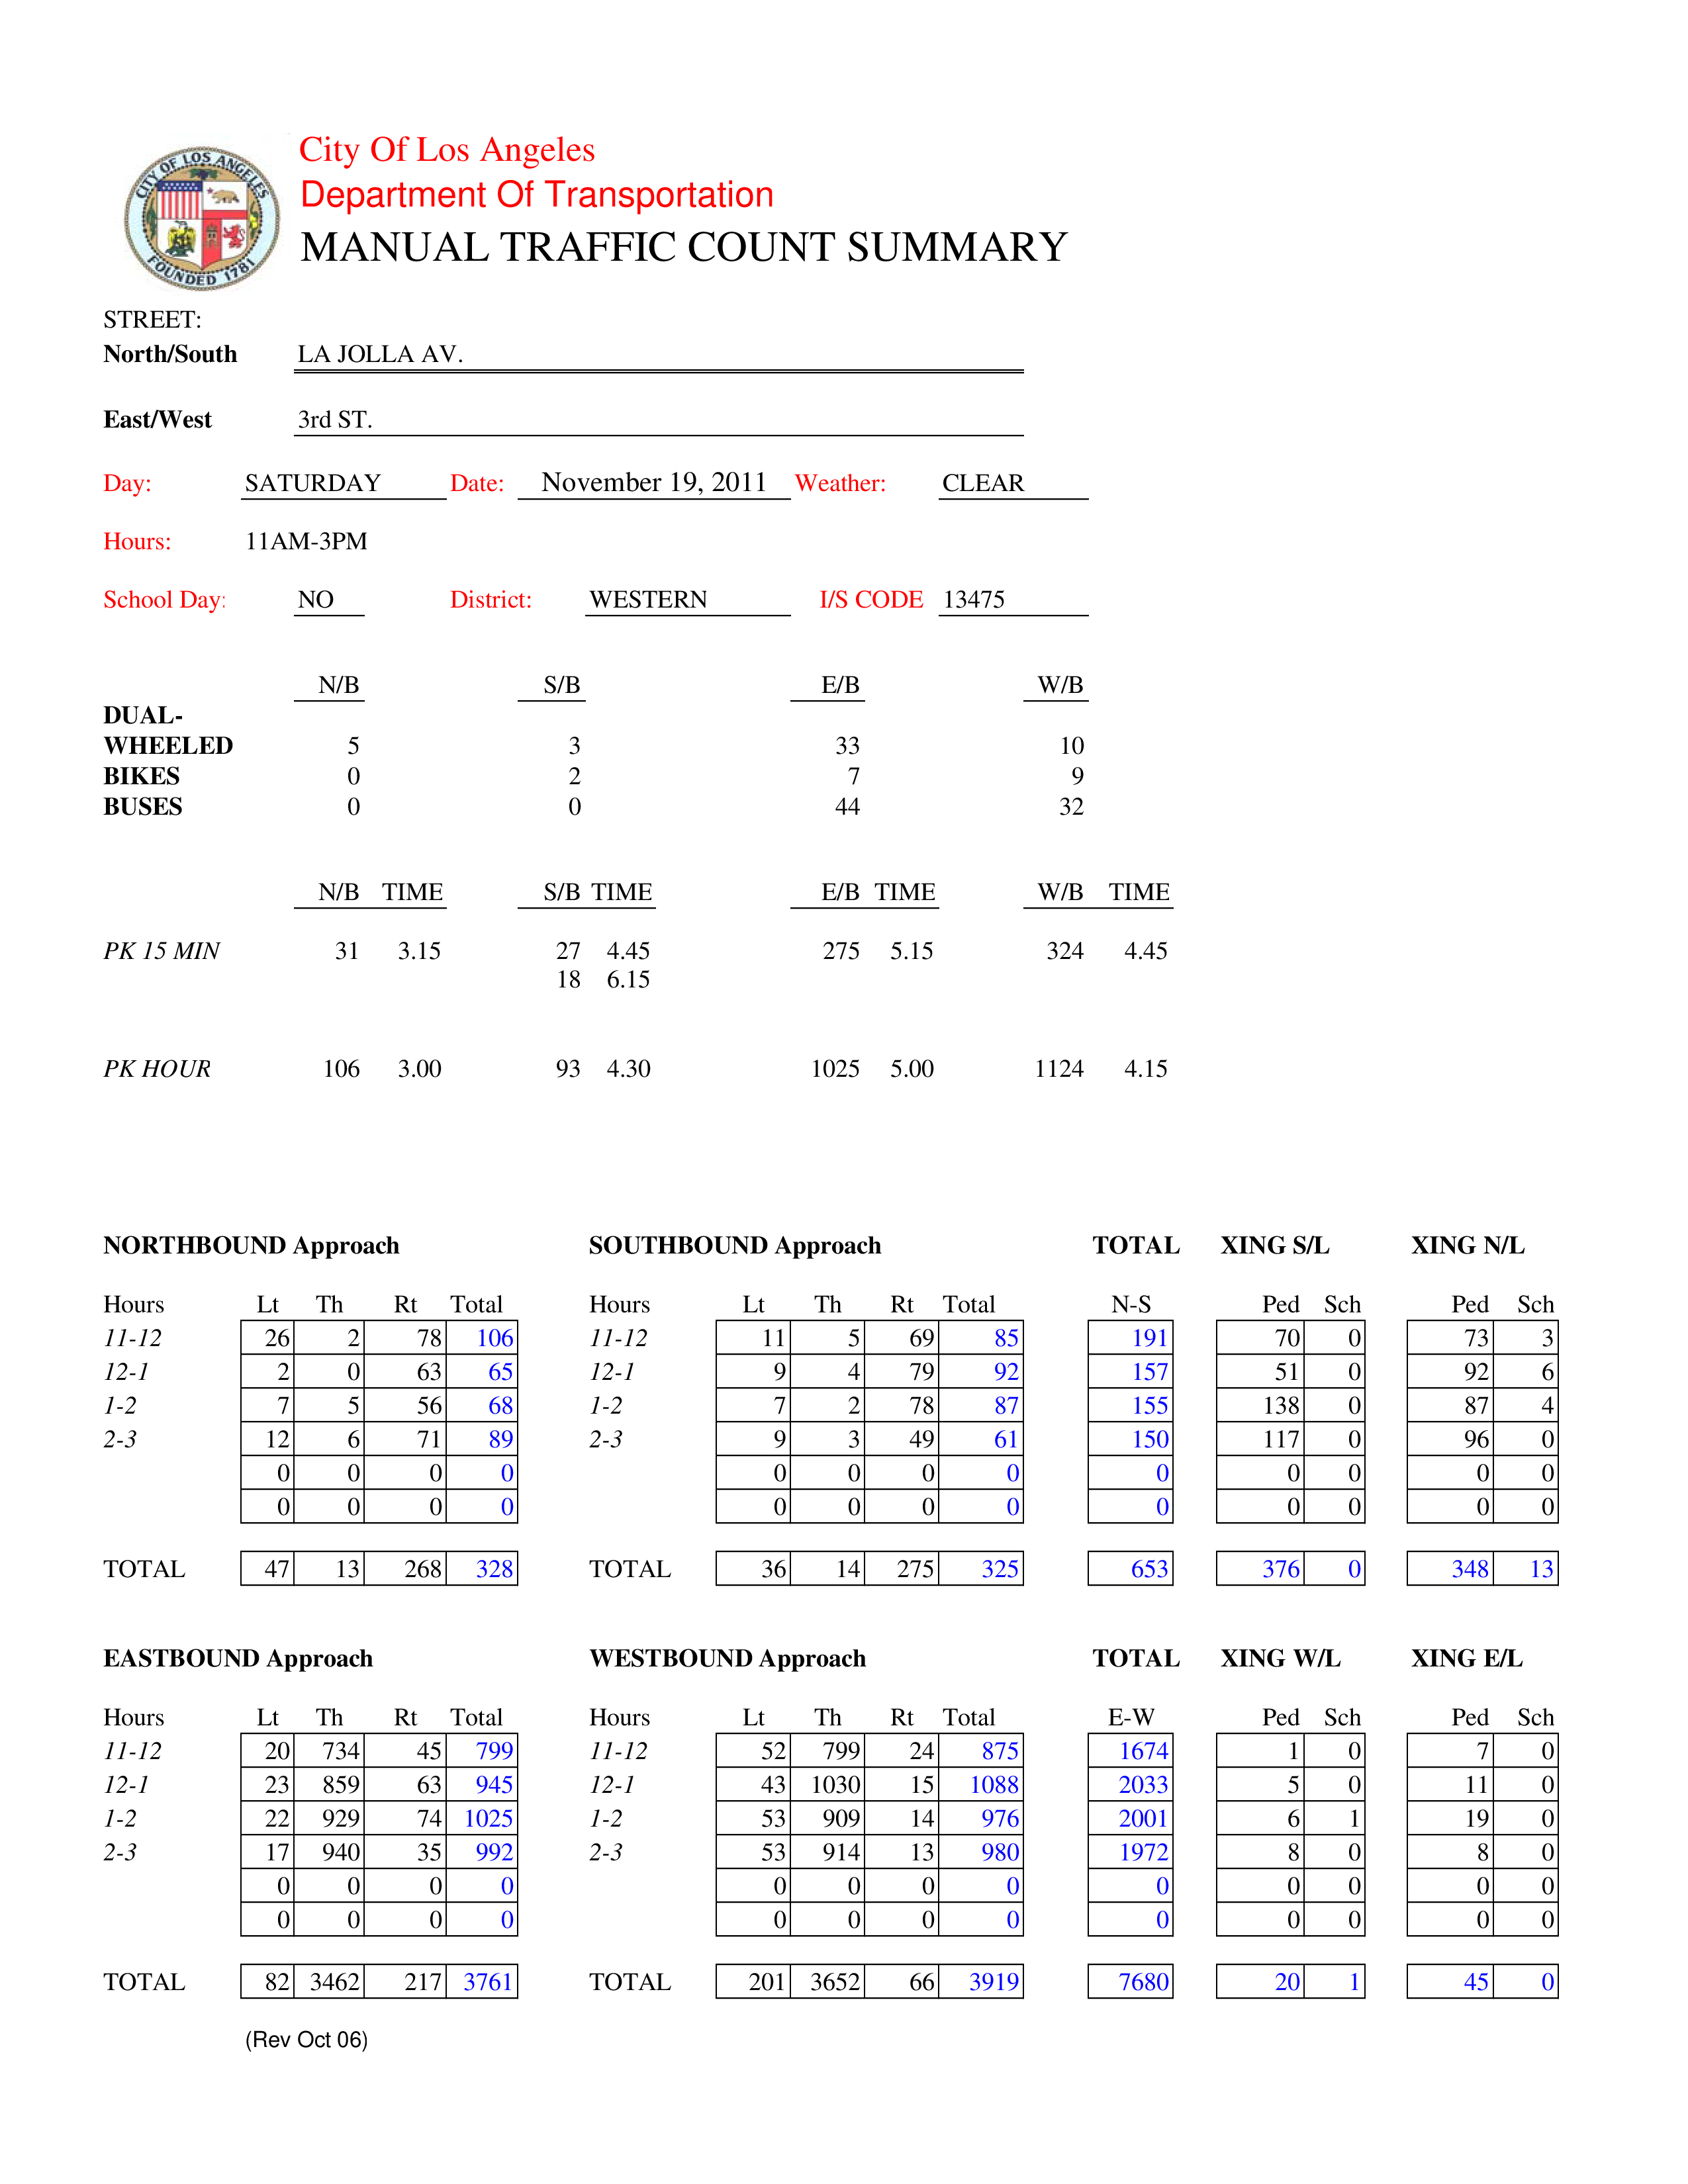 CITY OF LOS ANGELES
FOUNDED 1781
City Of Los Angeles
Department Of Transportation
MANUAL TRAFFIC COUNT SUMMARY
STREET:
North/South LA JOLLA AV.
East/West 3rd ST.
Day: SATURDAY Date: November 19, 2011 Weather: CLEAR
Hours: 11AM-3PM
School Day: NO District: WESTERN I/S CODE 13475
N/B S/B E/B W/B
DUAL-
WHEELED 5 3 33 10
BIKES 0 2 7 9
BUSES 0 0 44 32
N/B TIME S/B TIME E/B TIME W/B TIME
PK 15 MIN 31 3.15 27 4.45 275 5.15 324 4.45
18 6.15
PK HOUR 106 3.00 93 4.30 1025 5.00 1124 4.15
NORTHBOUND Approach SOUTHBOUND Approach TOTAL XING S/L XING N/L
Hours Lt Th Rt Total Hours Lt Th Rt Total N-S Ped Sch Ped Sch
11-12 26 2 78 106 11-12 11 5 69 85 191 70 0 73 3
12-1 2 0 63 65 12-1 9 4 79 92 157 51 0 92 6
1-2 7 5 56 68 1-2 7 2 78 87 155 138 0 87 4
2-3 12 6 71 89 2-3 9 3 49 61 150 117 0 96 0
0 0 0 0 0 0 0 0 0 0 0 0 0
0 0 0 0 0 0 0 0 0 0 0 0 0
TOTAL 47 13 268 328 TOTAL 36 14 275 325 653 376 0 348 13
EASTBOUND Approach WESTBOUND Approach TOTAL XING W/L XING E/L
Hours Lt Th Rt Total Hours Lt Th Rt Total E-W Ped Sch Ped Sch
11-12 20 734 45 799 11-12 52 799 24 875 1674 1 0 7 0
12-1 23 859 63 945 12-1 43 1030 15 1088 2033 5 0 11 0
1-2 22 929 74 1025 1-2 53 909 14 976 2001 6 1 19 0
2-3 17 940 35 992 2-3 53 914 13 980 1972 8 0 8 0
0 0 0 0 0 0 0 0 0 0 0 0 0
0 0 0 0 0 0 0 0 0 0 0 0 0
TOTAL 82 3462 217 3761 TOTAL 201 3652 66 3919 7680 20 1 45 0
(Rev Oct 06)